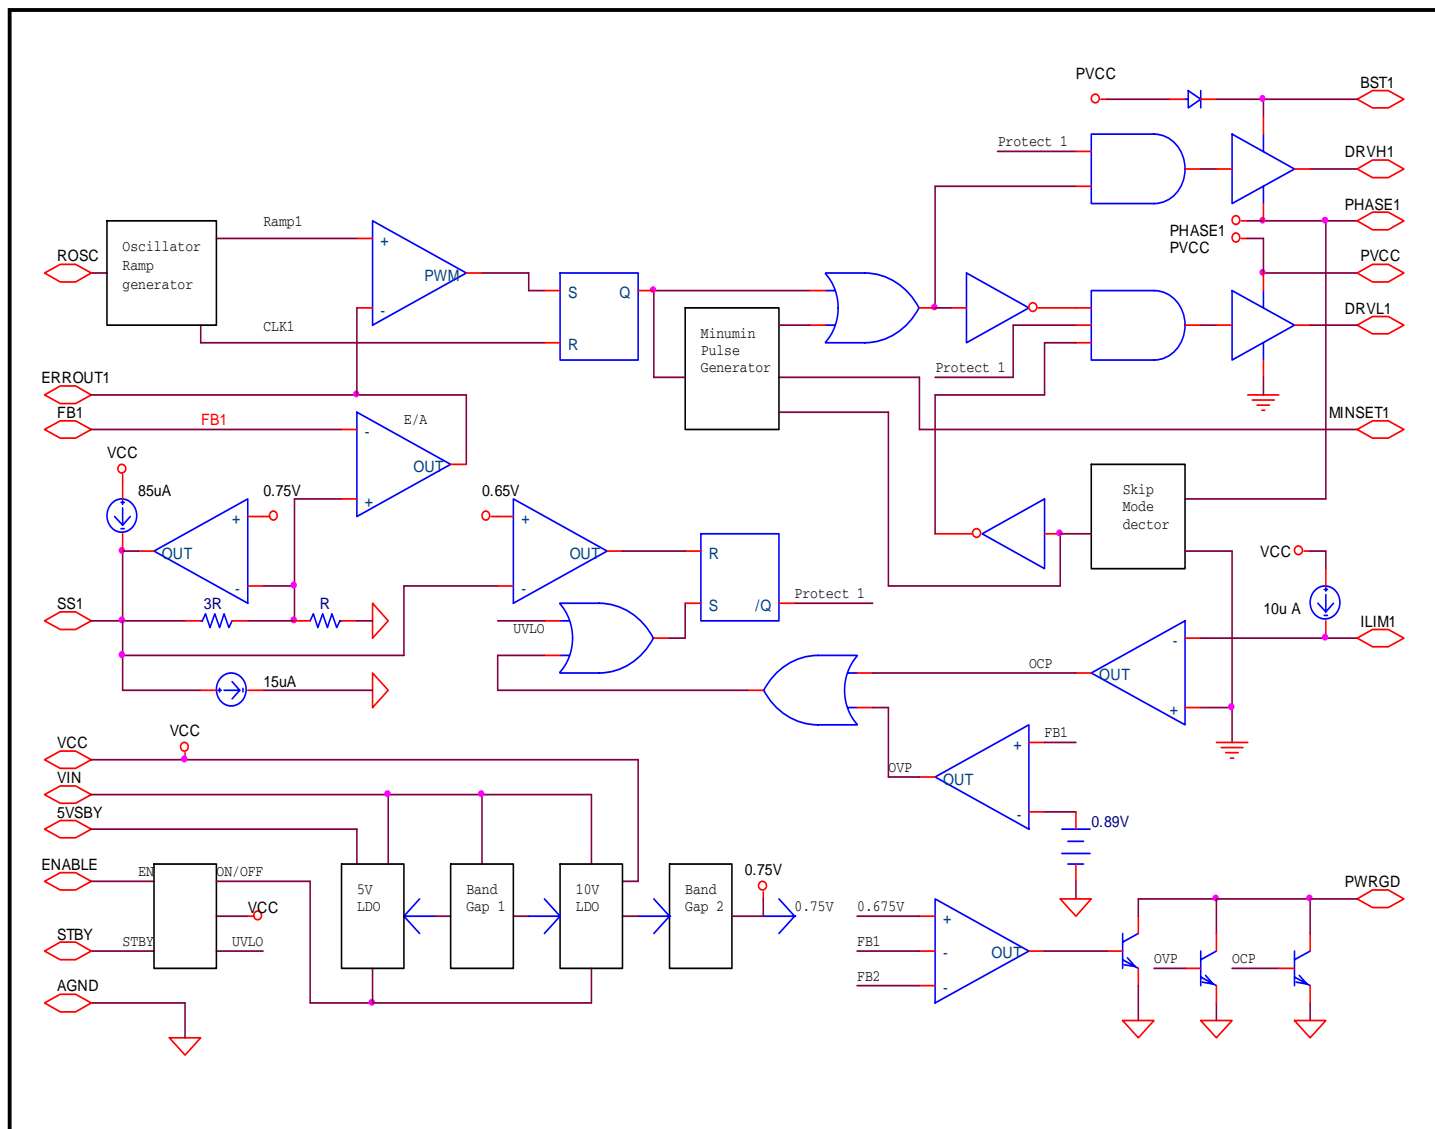 PVCC
BST1
Protect 1
DRVH1
Ramp1
PHASE1
PHASE1
PVCC
Oscillator
Ramp
generator
ROSC
+
PWM
-
PVCC
S
Q
R
CLK1
Minumin
Pulse
Generator
DRVL1
Protect 1
ERROUT1
FB1
FB1
E/A
-
OUT
+
MINSET1
VCC
85uA
0.75V
+
OUT
-
0.65V
+
OUT
-
R
S
/Q
Protect 1
Skip
Mode
dector
VCC
10u A
SS1
3R
R
UVLO
ILIM1
-
OUT
+
OCP
15uA
VCC
VCC
FB1
+
OUT
-
OVP
VIN
5VSBY
0.89V
ENABLE
EN
ON/OFF
VCC
STBY
STBY
UVLO
5V
LDO
Band
Gap 1
10V
LDO
Band
Gap 2
0.75V
0.75V
0.675V
+
FB1
-
OUT
FB2
-
PWRGD
OVP
OCP
AGND